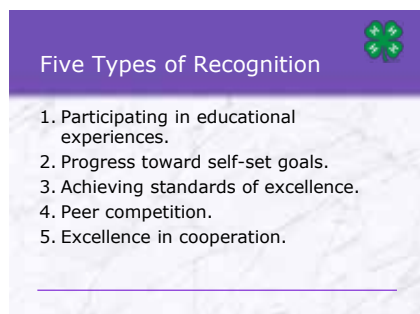 Five Types of Recognition
1. Participating in educational
experiences.
2. Progress toward self-set goals.
3. Achieving standards of excellence.
4. Peer competition.
5. Excellence in cooperation.
H H
H H